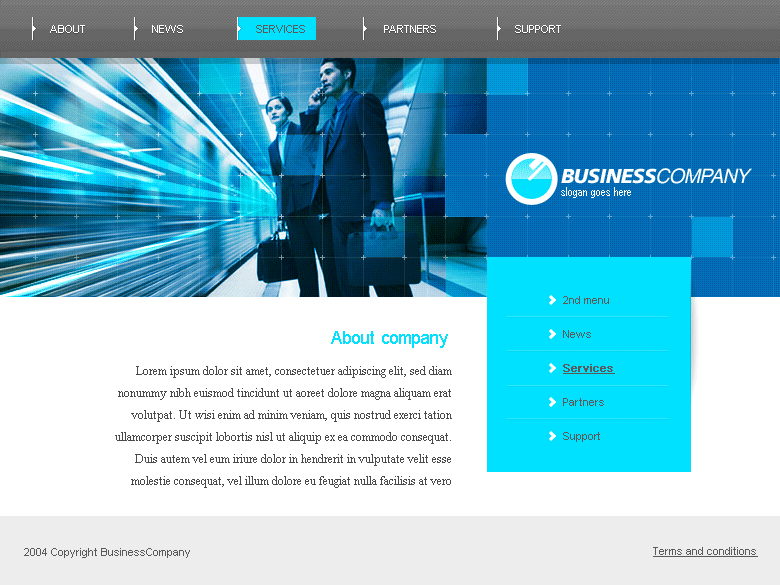 ABOUT
NEWS
SERVICES
PARTNERS
SUPPORT
BUSINESSCOMPANY
slogan goes here
2nd menu
News
Services
Partners
Support
About company
Lorem ipsum dolor sit amet, consectetuer adipiscing elit, sed diam
nonummy nibh euismod tincidunt ut aoreet dolore magna aliquam erat
volutpat. Ut wisi enim ad minim veniam, quis nostrud exerci tation
ullamcorper suscipit lobortis nisl ut aliquip ex ea commodo consequat.
Duis autem vel eum iriure dolor in hendrerit in vulputate velit esse
molestie consequat, vel illum dolore eu feugiat nulla facilisis at vero
2004 Copyright BusinessCompany
Terms and conditions